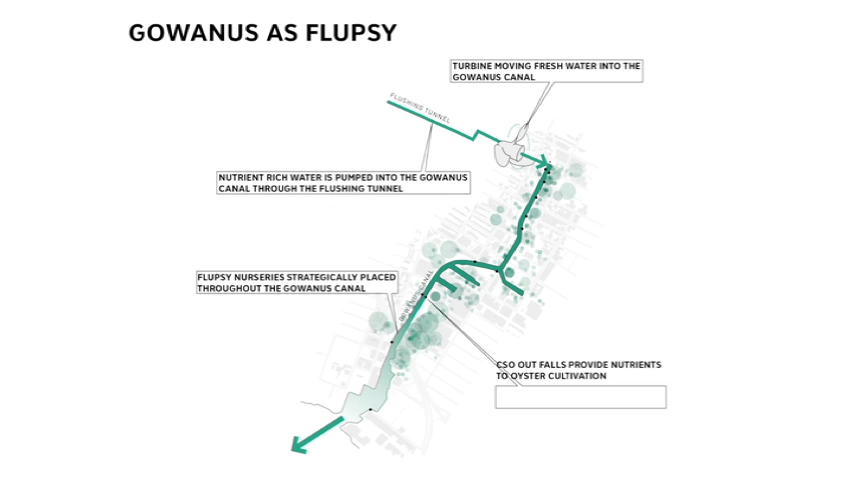 GOWANUS AS FLUPSY
TURBINE MOVING FRESH WATER INTO THE
GOWANUS CANAL
FLUSHING TUNNEL
NUTRIENT RICH WATER IS PUMPED INTO THE GOWANUS
CANAL THROUGH THE FLUSHING TUNNEL
FLUPSY NURSERIES STRATEGICALLY PLACED
THROUGHOUT THE GOWANUS CANAL
GOWANUS CANAL
CSO OUT FALLS PROVIDE NUTRIENTS
TO OYSTER CULTIVATION